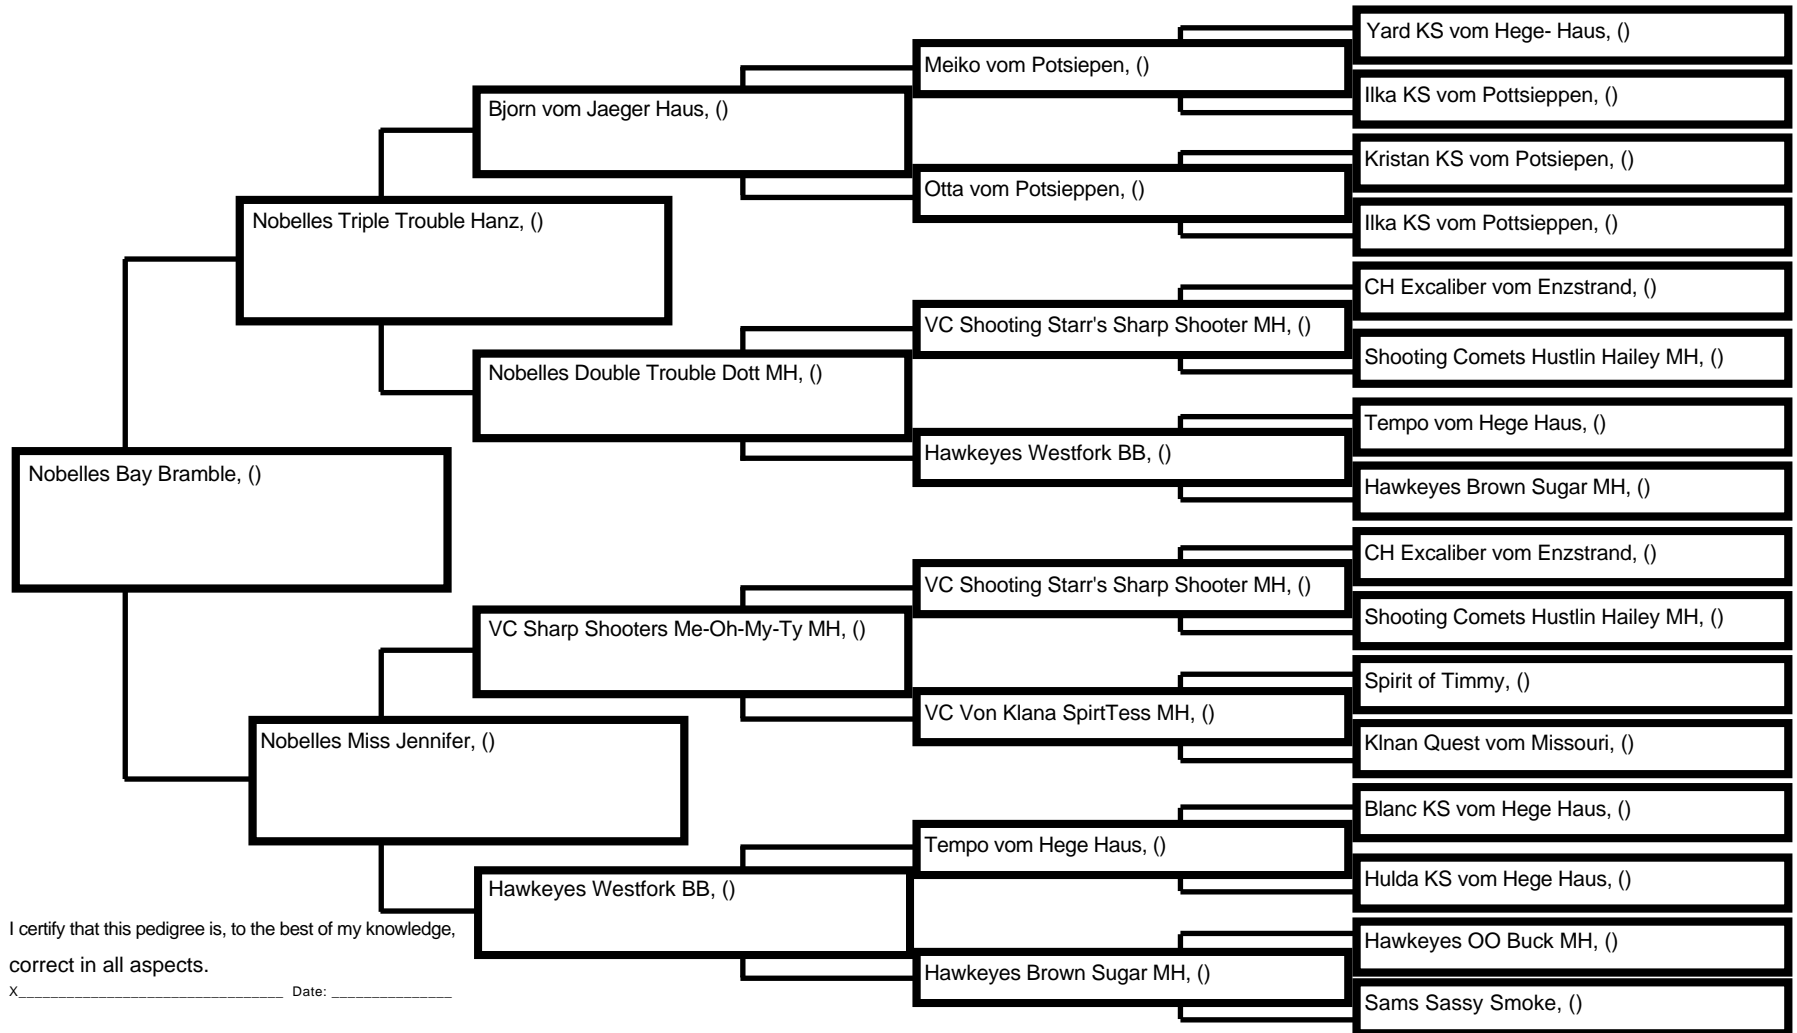 Nobelles Bay Bramble, ()
Nobelles Triple Trouble Hanz, ()
Nobelles Miss Jennifer, ()
Bjorn vom Jaeger Haus, ()
Nobelles Double Trouble Dott MH, ()
VC Sharp Shooters Me-Oh-My-Ty MH, ()
Hawkeyes Westfork BB, ()
Meiko vom Potsiepen, ()
Otta vom Potsieppen, ()
VC Shooting Starr's Sharp Shooter MH, ()
Hawkeyes Westfork BB, ()
VC Shooting Starr's Sharp Shooter MH, ()
VC Von Klana SpirtTess MH, ()
Tempo vom Hege Haus, ()
Hawkeyes Brown Sugar MH, ()
Yard KS vom Hege- Haus, ()
Ilka KS vom Pottsieppen, ()
Kristan KS vom Potsiepen, ()
Ilka KS vom Pottsieppen, ()
CH Excaliber vom Enzstrand, ()
Shooting Comets Hustlin Hailey MH, ()
Tempo vom Hege Haus, ()
Hawkeyes Brown Sugar MH, ()
CH Excaliber vom Enzstrand, ()
Shooting Comets Hustlin Hailey MH, ()
Spirit of Timmy, ()
Klnan Quest vom Missouri, ()
Blanc KS vom Hege Haus, ()
Hulda KS vom Hege Haus, ()
Hawkeyes OO Buck MH, ()
Sams Sassy Smoke, ()
I certify that this pedigree is, to the best of my knowledge,
correct in all aspects.
X_________________________________ Date: _______________